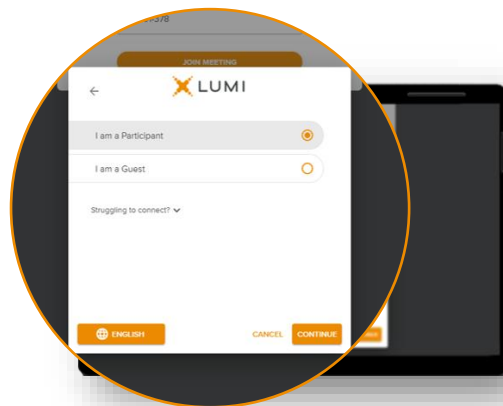 JOIN MEETING
LUMI
I am a Participant
I am a Guest
Struggling to connect?
ENGLISH
CANCEL
CONTINUE